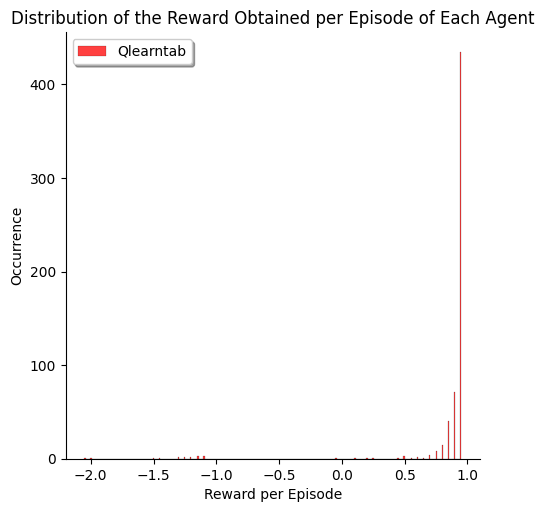 Distribution of the Reward Obtained per Episode of Each Agent
Qlearntab
400
300
200
100
0
Occurrence
−2.0 −1.5 −1.0 −0.5 0.0 0.5 1.0
Reward per Episode